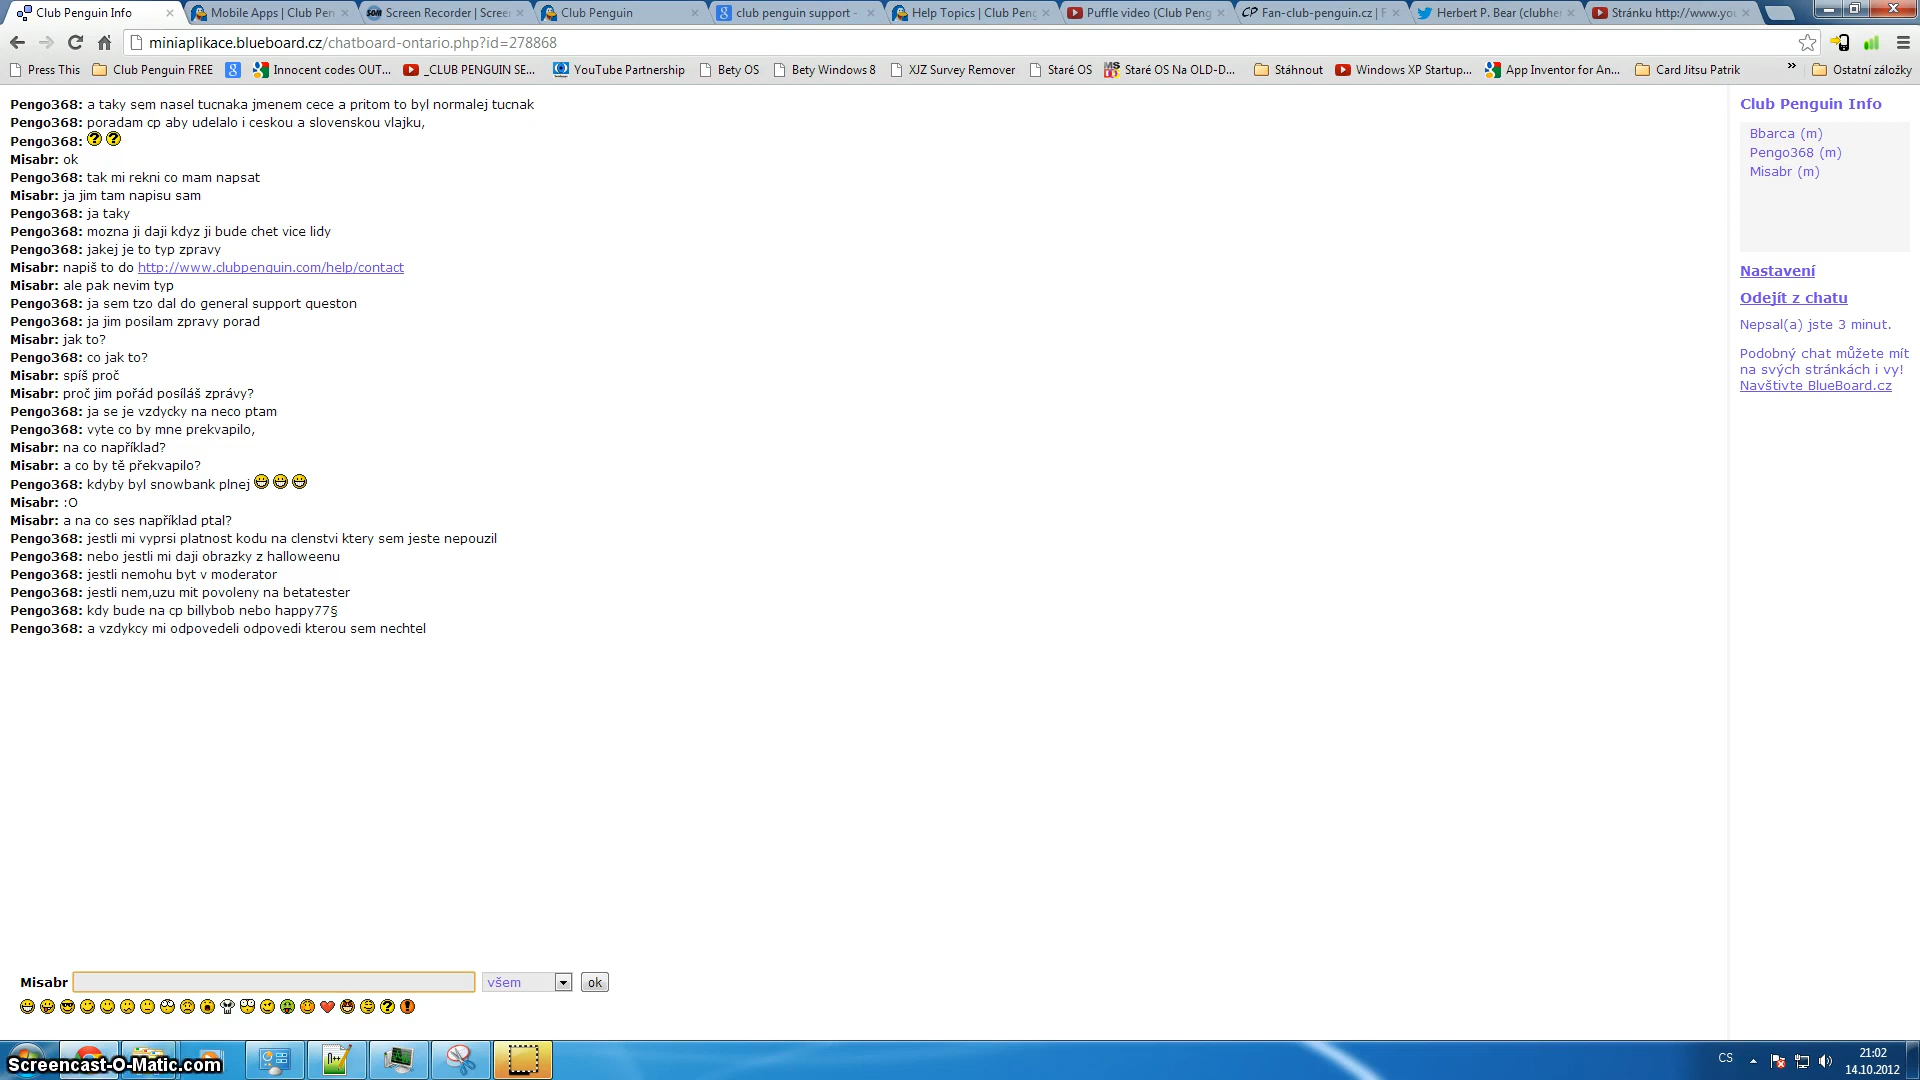 Club Penguin Info
Mobile Apps | Club Pen
Screen Recorder | Scree
Club Penguin
club penguin support -
Help Topics | Club Peng
Puffle video (Club Peng
Fan-club-penguin.cz | F
Herbert P. Bear (clubhe
Stránku http://www.yo
miniaplikace.blueboard.cz/chatboard-ontario.php?id=278868
Press This
Club Penguin FREE
Innocent codes OUT...
_CLUB PENGUIN SE...
YouTube Partnership
Bety OS
Bety Windows 8
XJZ Survey Remover
Staré OS
Staré OS Na OLD-D...
Stáhnout
Windows XP Startup...
App Inventor for An...
Card Jitsu Patrik
»
Ostatní záložky
Pengo368: a taky sem nasel tucnaka jmenem cece a pritom to byl normalej tucnak
Pengo368: poradam cp aby udelalo i ceskou a slovenskou vlajku,
Pengo368:
Misabr: ok
Pengo368: tak mi rekni co mam napsat
Misabr: ja jim tam napisu sam
Pengo368: ja taky
Pengo368: mozna ji daji kdyz ji bude chet vice lidy
Pengo368: jakej je to typ zpravy
Misabr: napiš to do http://www.clubpenguin.com/help/contact
Misabr: ale pak nevim typ
Pengo368: ja sem tzo dal do general support queston
Pengo368: ja jim posilam zpravy porad
Misabr: jak to?
Pengo368: co jak to?
Misabr: spíš proč
Misabr: proč jim pořád posíláš zprávy?
Pengo368: ja se je vzdycky na neco ptam
Pengo368: vyte co by mne prekvapilo,
Misabr: na co například?
Misabr: a co by tě překvapilo?
Pengo368: kdyby byl snowbank plnej
Misabr: :O
Misabr: a na co ses například ptal?
Pengo368: jestli mi vyprsi platnost kodu na clenstvi ktery sem jeste nepouzil
Pengo368: nebo jestli mi daji obrazky z halloweenu
Pengo368: jestli nemohu byt v moderator
Pengo368: jestli nem,uzu mit povoleny na betatester
Pengo368: kdy bude na cp billybob nebo happy77§
Pengo368: a vzdykcy mi odpovedeli odpovedi kterou sem nechtel
Club Penguin Info
Bbarca (m)
Pengo368 (m)
Misabr (m)
Nastavení
Odejít z chatu
Nepsal(a) jste 3 minut.
Podobný chat můžete mít
na svých stránkách i vy!
Navštivte BlueBoard.cz
Misabr
všem
ok
Screencast-O-Matic.com
CS
21:02
14.10.2012